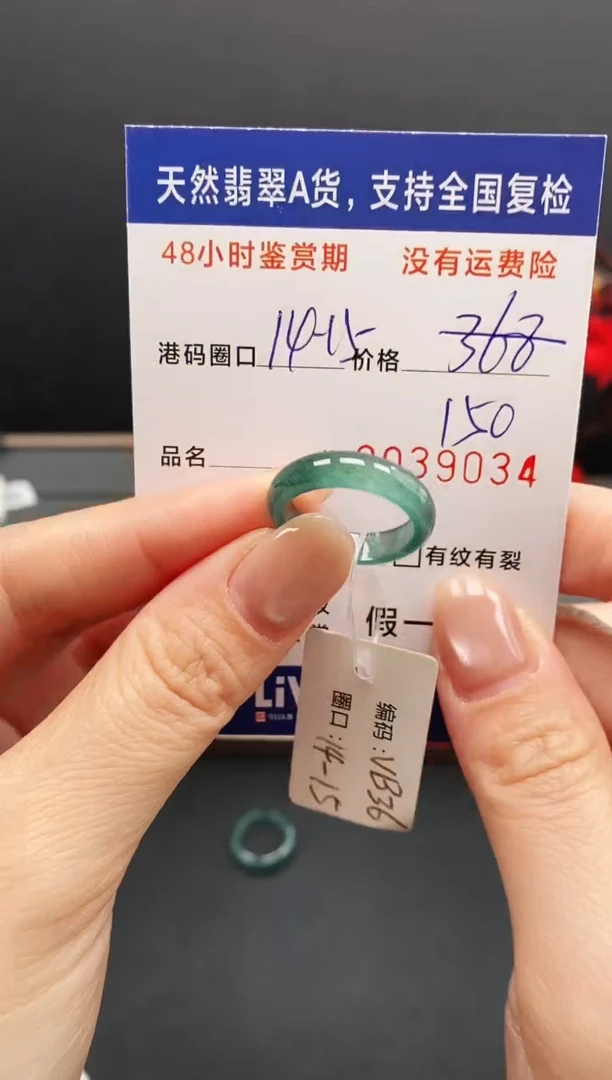 天然翡翠A货，支持全国复检
48小时鉴赏期 没有运费险
港码圈口 14-15 价格 368
150
品名 039034
有纹有裂
假一
Li
编码：VB36
圈口：14-15